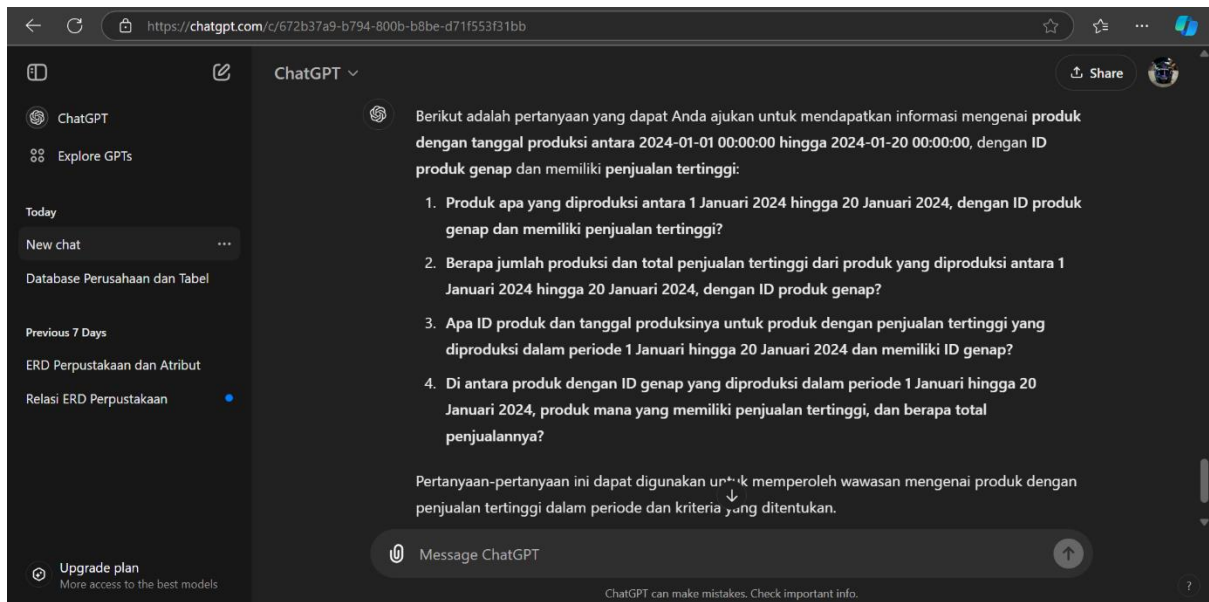 https://chatgpt.com/c/672b37a9-b794-800b-b8be-d71f553f31bb
ChatGPT
Explore GPTs
Today
New chat
Database Perusahaan dan Tabel
Previous 7 Days
ERD Perpustakaan dan Atribut
Relasi ERD Perpustakaan
Upgrade plan
More access to the best models
ChatGPT
Share
Berikut adalah pertanyaan yang dapat Anda ajukan untuk mendapatkan informasi mengenai produk
dengan tanggal produksi antara 2024-01-01 00:00:00 hingga 2024-01-20 00:00:00, dengan ID
produk genap dan memiliki penjualan tertinggi:
1. Produk apa yang diproduksi antara 1 Januari 2024 hingga 20 Januari 2024, dengan ID produk
genap dan memiliki penjualan tertinggi?
2. Berapa jumlah produksi dan total penjualan tertinggi dari produk yang diproduksi antara 1
Januari 2024 hingga 20 Januari 2024, dengan ID produk genap?
3. Apa ID produk dan tanggal produksinya untuk produk dengan penjualan tertinggi yang
diproduksi dalam periode 1 Januari hingga 20 Januari 2024 dan memiliki ID genap?
4. Di antara produk dengan ID genap yang diproduksi dalam periode 1 Januari hingga 20
Januari 2024, produk mana yang memiliki penjualan tertinggi, dan berapa total
penjualannya?
Pertanyaan-pertanyaan ini dapat digunakan untuk memperoleh wawasan mengenai produk dengan
penjualan tertinggi dalam periode dan kriteria yang ditentukan.
Message ChatGPT
ChatGPT can make mistakes. Check important info.
?